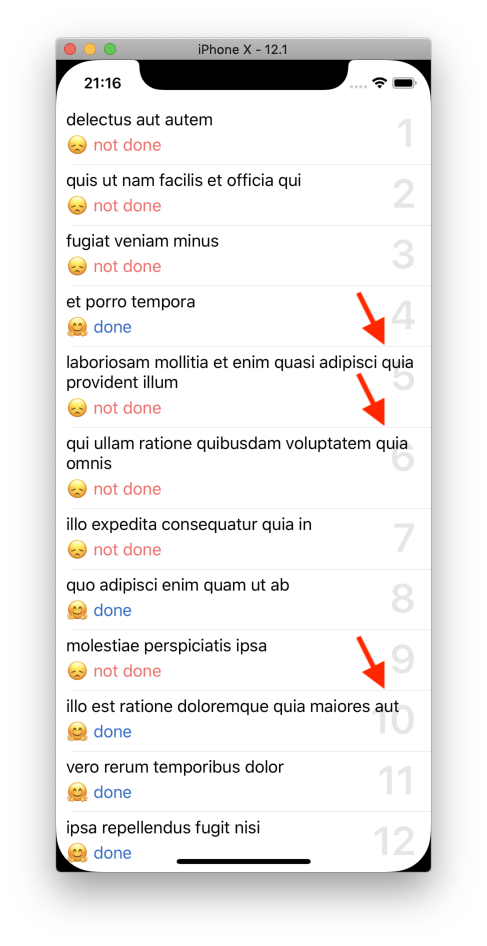 iPhone X - 12.1
21:16
delectus aut autem
1
😞 not done
quis ut nam facilis et officia qui
2
😞 not done
fugiat veniam minus
3
😞 not done
et porro tempora
4
🤗 done
laboriosam mollitia et enim quasi adipisci quia
5
provident illum
😞 not done
qui ullam ratione quibusdam voluptatem quia
6
omnis
😞 not done
illo expedita consequatur quia in
7
😞 not done
quo adipisci enim quam ut ab
8
🤗 done
molestiae perspiciatis ipsa
9
😞 not done
illo est ratione doloremque quia maiores aut
10
🤗 done
vero rerum temporibus dolor
11
🤗 done
ipsa repellendus fugit nisi
12
🤗 done